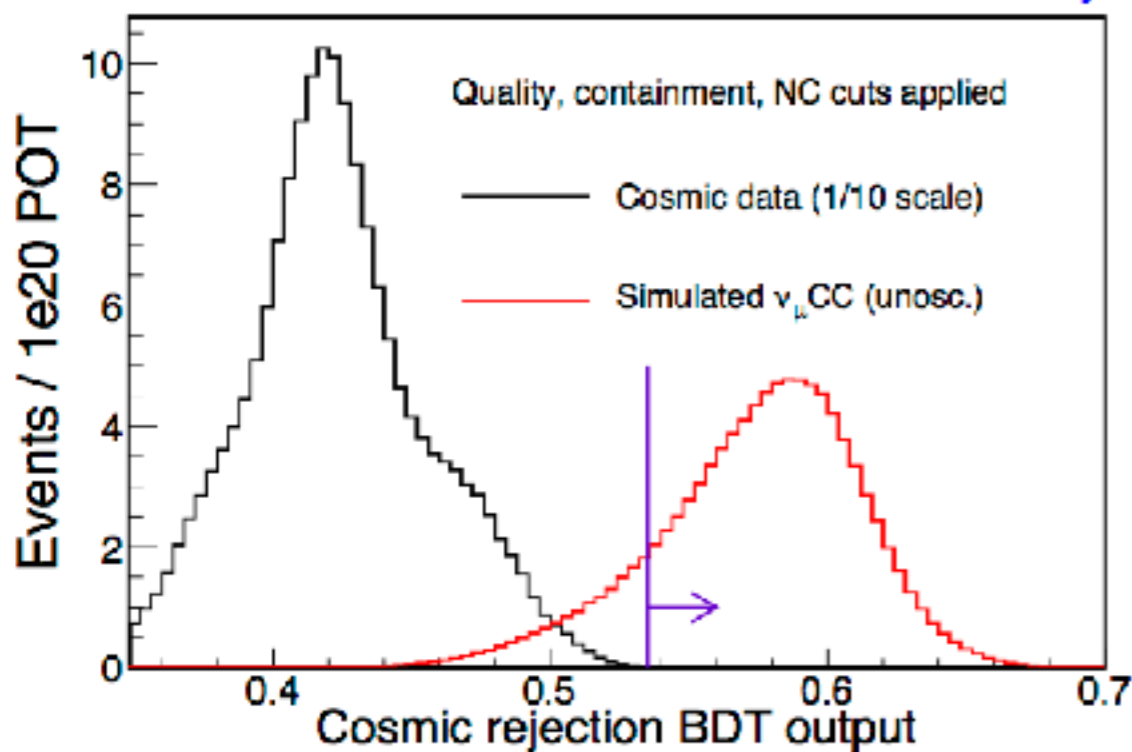 Events / 1e20 POT
10
8
6
4
2
0
Quality, containment, NC cuts applied
Cosmic data (1/10 scale)
Simulated νμCC (unosc.)
0.4 0.5 0.6 0.7
Cosmic rejection BDT output